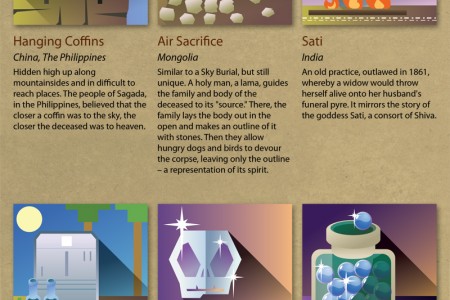 Hanging Coffins
China, The Philippines
Hidden high up along
mountainsides and in difficult to
reach places. The people of Sagada,
in the Philippines, believed that the
closer a coffin was to the sky, the
closer the deceased was to heaven.
Air Sacrifice
Mongolia
Similar to a Sky Burial, but still
unique. A holy man, a lama, guides
the family and body of the
deceased to its "source." There, the
family lays the body out in the
open and makes an outline of it
with stones. Then they allow
hungry dogs and birds to devour
the corpse, leaving only the outline
– a representation of its spirit.
Sati
India
An old practice, outlawed in 1861,
whereby a widow would throw
herself alive onto her husband's
funeral pyre. It mirrors the story of
the goddess Sati, a consort of Shiva.